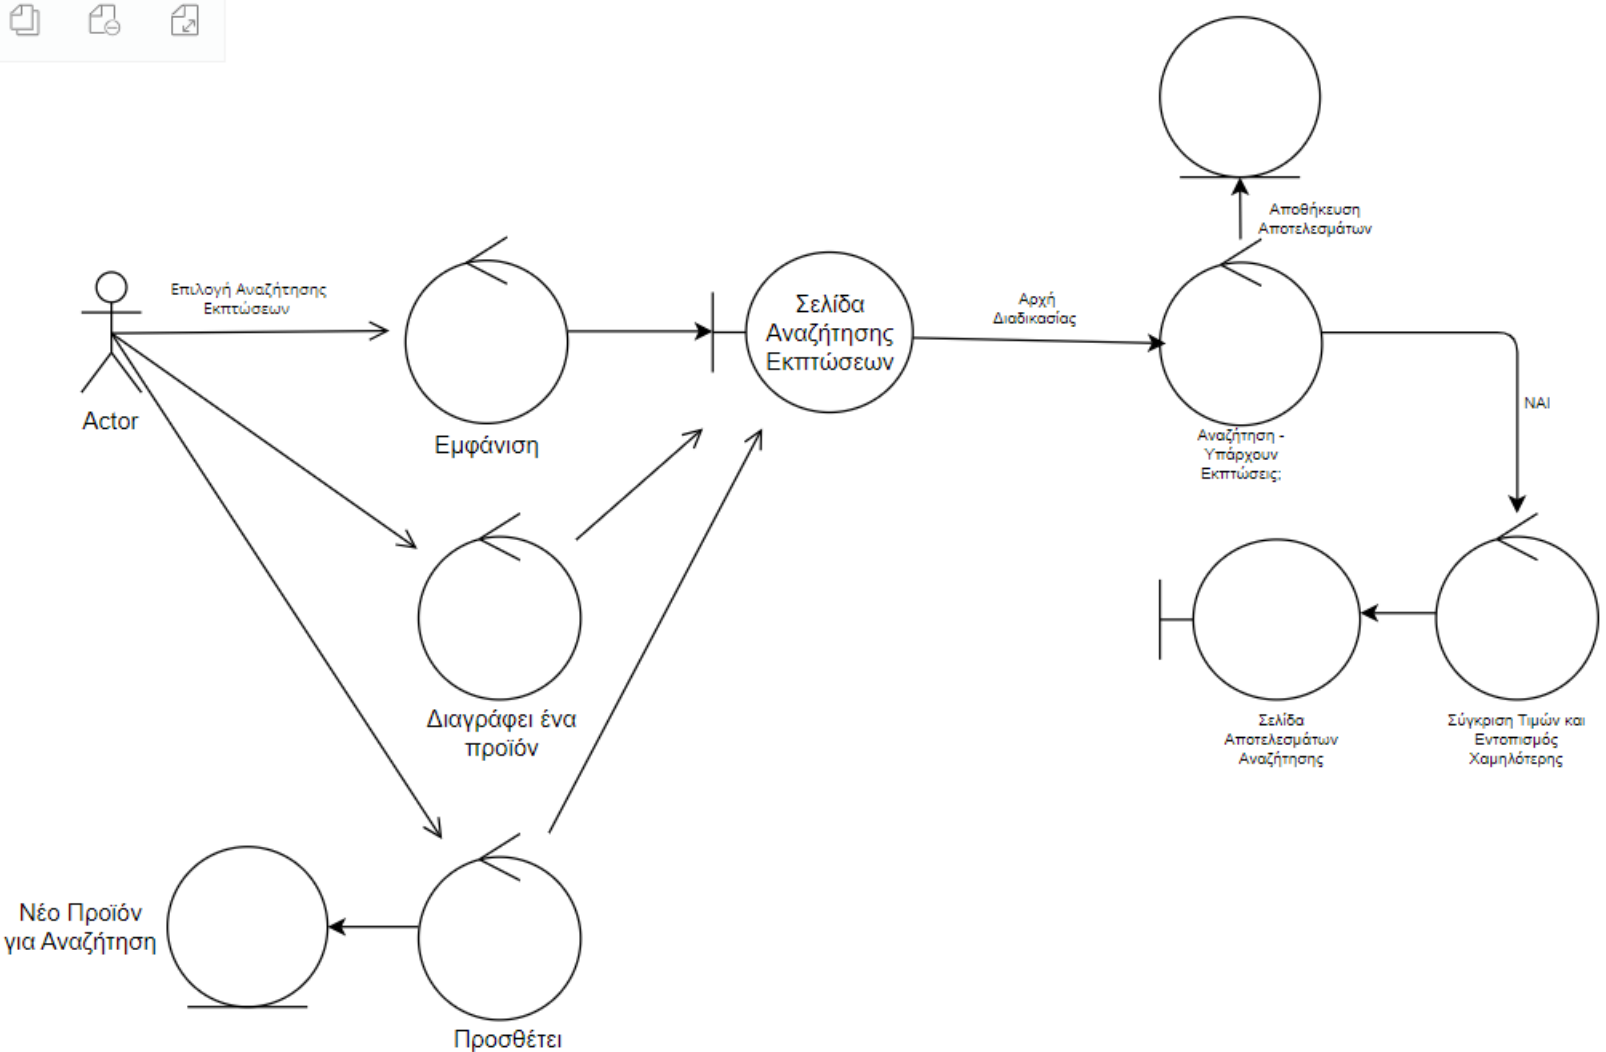 Αποθήκευση
Αποτελεσμάτων
Επιλογή Αναζήτησης
Εκπτώσεων
Actor
Εμφάνιση
Σελίδα
Αναζήτησης
Εκπτώσεων
Αρχή
Διαδικασίας
Αναζήτηση -
Υπάρχουν
Εκπτώσεις;
ΝΑΙ
Διαγράφει ένα
προϊόν
Σελίδα
Αποτελεσμάτων
Αναζήτησης
Σύγκριση Τιμών και
Εντοπισμός
Χαμηλότερης
Νέο Προϊόν
για Αναζήτηση
Προσθέτει